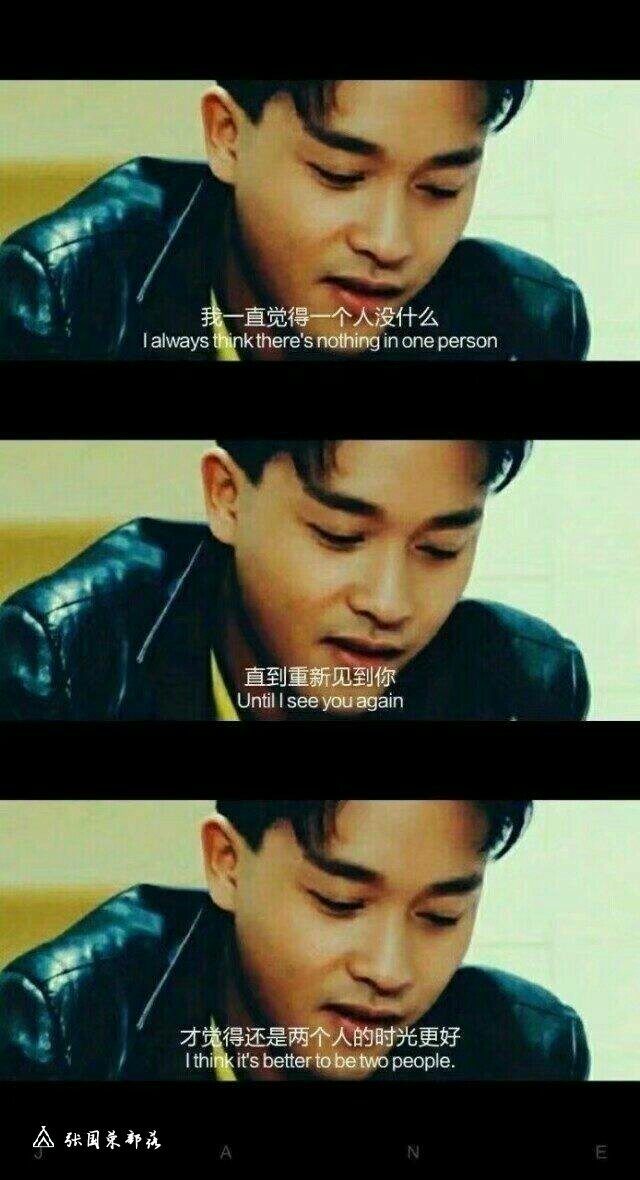 我一直觉得一个人没什么
I always think there's nothing in one person
直到重新见到你
Until I see you again
才觉得还是两个人的时光更好
I think it's better to be two people.
张国荣部落
J A N E